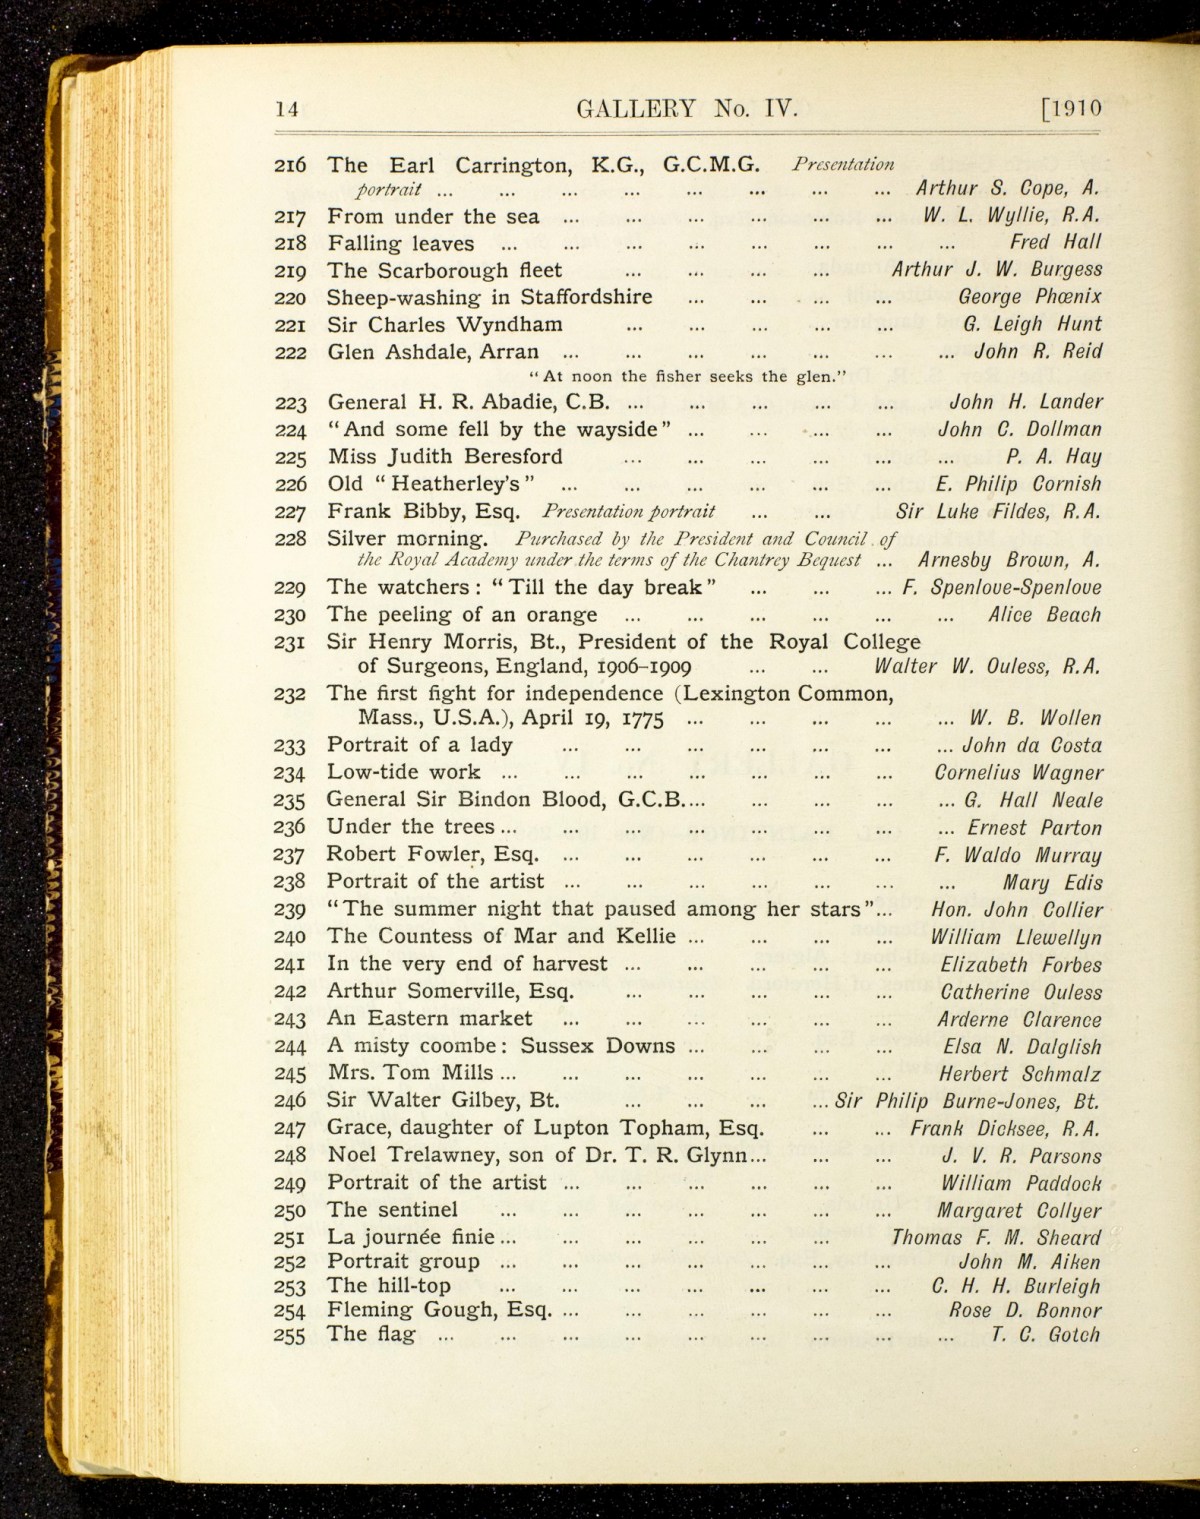 14 GALLERY No. IV. [1910
216 The Earl Carrington, K.G., G.C.M.G. Presentation
portrait ... ... ... ... ... ... ... ... Arthur S. Cope, A.
217 From under the sea ... ... ... ... ... ... W. L. Wyllie, R.A.
218 Falling leaves ... ... ... ... ... ... ... ... Fred Hall
219 The Scarborough fleet ... ... ... ... Arthur J. W. Burgess
220 Sheep-washing in Staffordshire ... ... ... ... George Phœnix
221 Sir Charles Wyndham ... ... ... ... ... G. Leigh Hunt
222 Glen Ashdale, Arran ... ... ... ... ... ... ... John R. Reid
"At noon the fisher seeks the glen."
223 General H. R. Abadie, C.B. ... ... ... ... ... John H. Lander
224 "And some fell by the wayside" ... ... ... ... John C. Dollman
225 Miss Judith Beresford ... ... ... ... ... ... P. A. Hay
226 Old "Heatherley's" ... ... ... ... ... ... E. Philip Cornish
227 Frank Bibby, Esq. Presentation portrait ... ... Sir Luke Fildes, R.A.
228 Silver morning. Purchased by the President and Council of
the Royal Academy under the terms of the Chantrey Bequest ... Arnesby Brown, A.
229 The watchers: "Till the day break" ... ... ... F. Spenlove-Spenlove
230 The peeling of an orange ... ... ... ... ... ... Alice Beach
231 Sir Henry Morris, Bt., President of the Royal College
of Surgeons, England, 1906-1909 ... ... Walter W. Ouless, R.A.
232 The first fight for independence (Lexington Common,
Mass., U.S.A.), April 19, 1775 ... ... ... ... ... W. B. Wollen
233 Portrait of a lady ... ... ... ... ... ... ... John da Costa
234 Low-tide work ... ... ... ... ... ... ... Cornelius Wagner
235 General Sir Bindon Blood, G.C.B.... ... ... ... ... G. Hall Neale
236 Under the trees ... ... ... ... ... ... ... ... Ernest Parton
237 Robert Fowler, Esq. ... ... ... ... ... ... F. Waldo Murray
238 Portrait of the artist ... ... ... ... ... ... ... Mary Edis
239 "The summer night that paused among her stars"... Hon. John Collier
240 The Countess of Mar and Kellie ... ... ... ... William Llewellyn
241 In the very end of harvest ... ... ... ... ... Elizabeth Forbes
242 Arthur Somerville, Esq. ... ... ... ... ... Catherine Ouless
243 An Eastern market ... ... ... ... ... ... Arderne Clarence
244 A misty coombe: Sussex Downs ... ... ... ... Elsa N. Dalglish
245 Mrs. Tom Mills ... ... ... ... ... ... ... Herbert Schmalz
246 Sir Walter Gilbey, Bt. ... ... ... ... Sir Philip Burne-Jones, Bt.
247 Grace, daughter of Lupton Topham, Esq. ... ... Frank Dicksee, R.A.
248 Noel Trelawney, son of Dr. T. R. Glynn... ... ... J. V. R. Parsons
249 Portrait of the artist ... ... ... ... ... ... William Paddock
250 The sentinel ... ... ... ... ... ... ... Margaret Collyer
251 La journée finie ... ... ... ... ... ... Thomas F. M. Sheard
252 Portrait group ... ... ... ... ... ... ... John M. Aiken
253 The hill-top ... ... ... ... ... ... ... C. H. H. Burleigh
254 Fleming Gough, Esq. ... ... ... ... ... ... Rose D. Bonnor
255 The flag ... ... ... ... ... ... ... ... ... T. C. Gotch